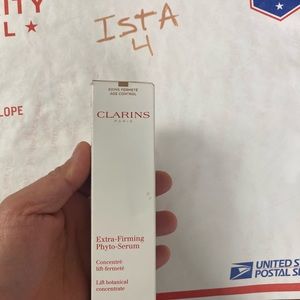 ITY
L★
ISTA
4
LOPE
SOINS FERMETÉ
AGE CONTROL
CLARINS
PARIS
Extra-Firming
Phyto-Serum
Concentré
lift-fermeté
Lift botanical
concentrate
UNITED S
POSTAL SE